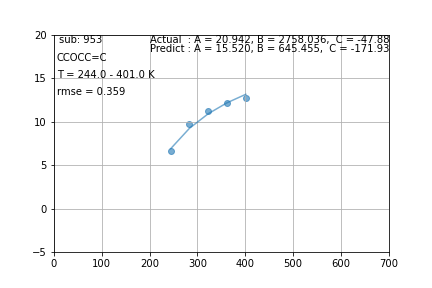 sub: 953
Actual : A = 20.942, B = 2758.036, C = -47.88
Predict : A = 15.520, B = 645.455, C = -171.93
CCOCC=C
T = 244.0 - 401.0 K
rmse = 0.359
20
15
10
5
0
−5
0 100 200 300 400 500 600 700